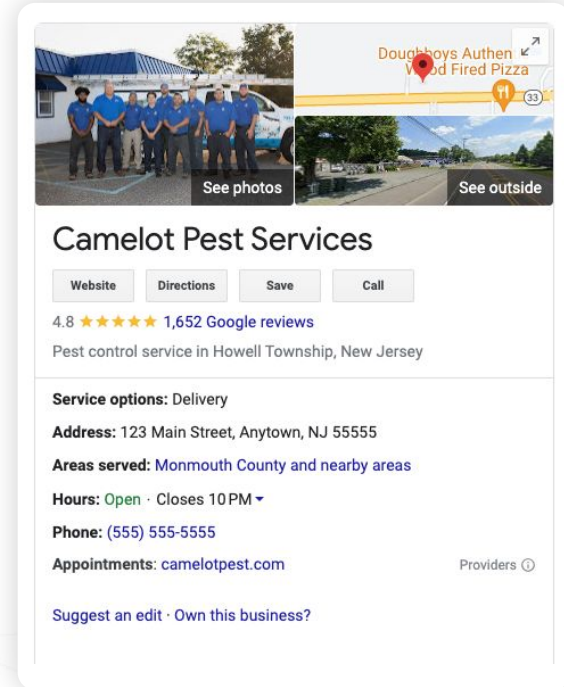 Doughboys Authen
Wood Fired Pizza
33
See photos
See outside
Camelot Pest Services
Website Directions Save Call
4.8 ★★★★★ 1,652 Google reviews
Pest control service in Howell Township, New Jersey
Service options: Delivery
Address: 123 Main Street, Anytown, NJ 55555
Areas served: Monmouth County and nearby areas
Hours: Open · Closes 10 PM
Phone: (555) 555-5555
Appointments: camelotpest.com Providers
Suggest an edit · Own this business?